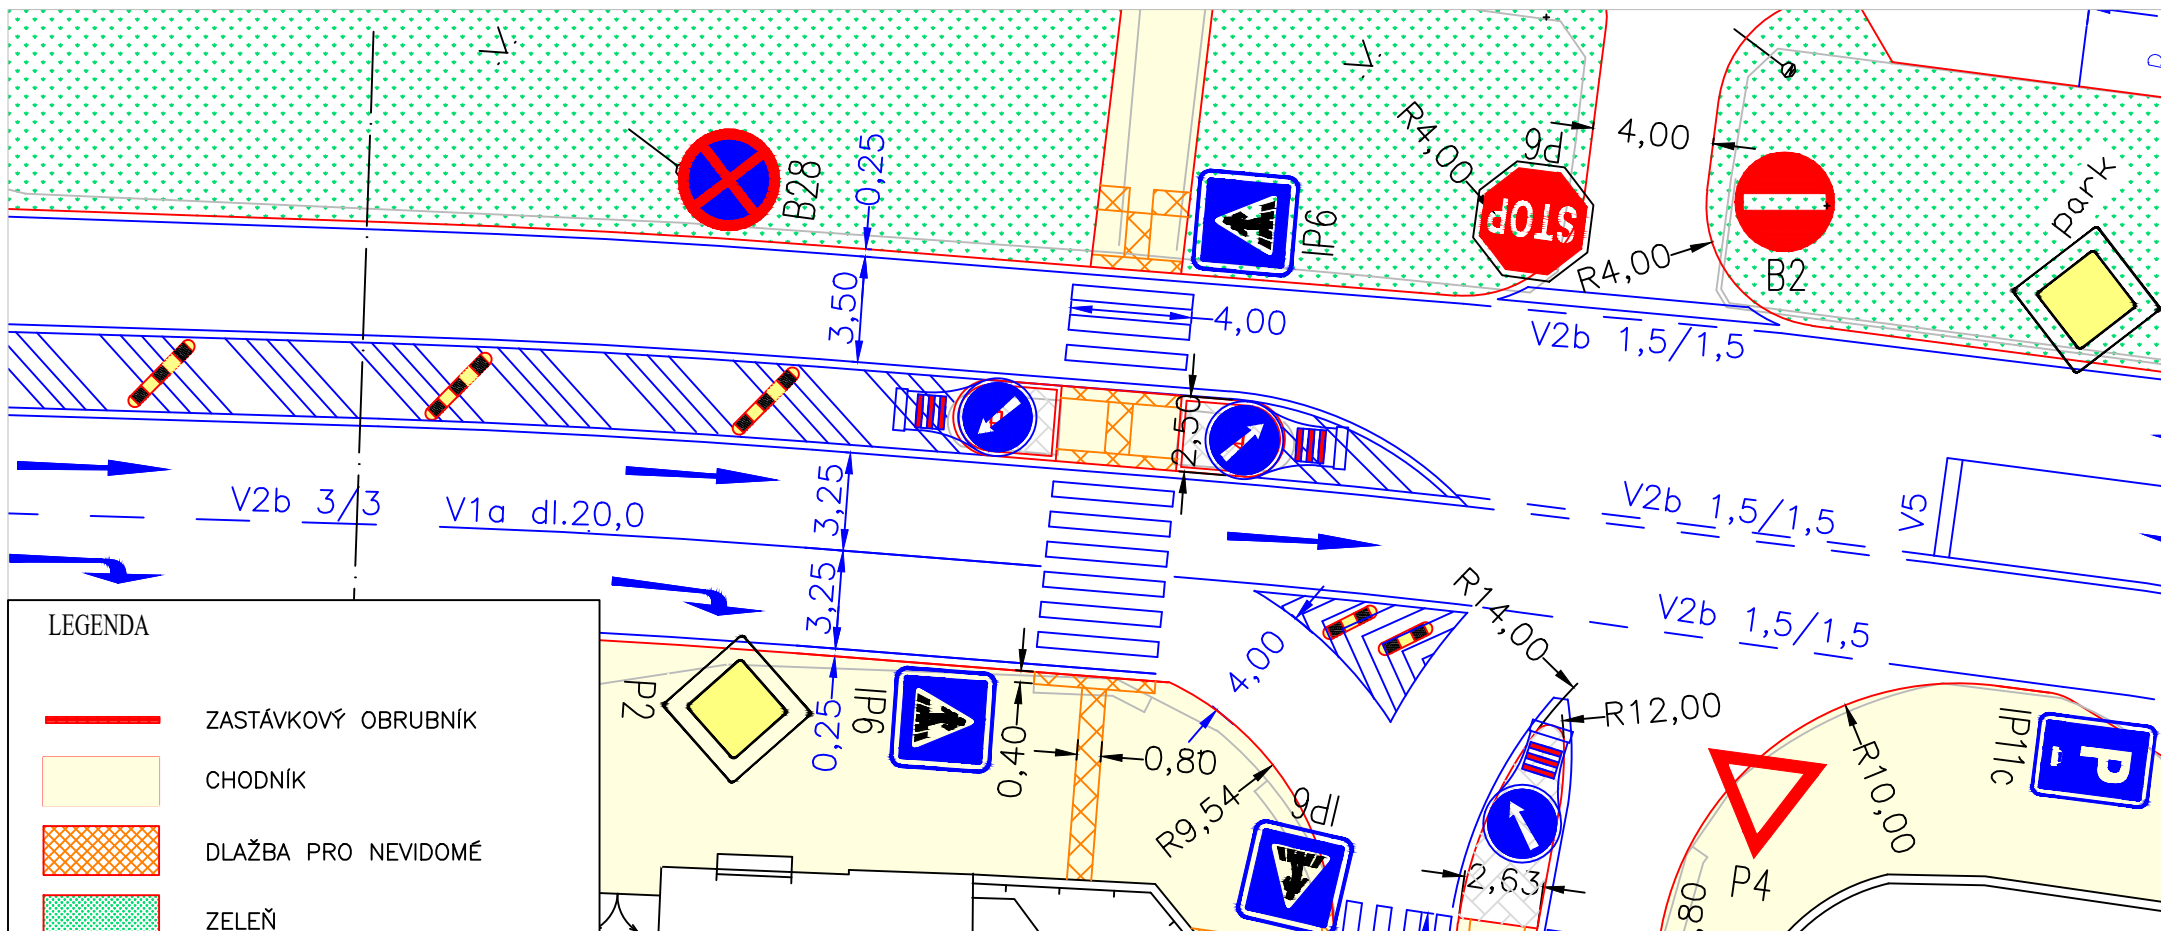 B28
0,25
3,50
4,00
IP6
R4,00
P6
STOP
4,00
R4,00
B2
park
V2b 1,5/1,5
2,50
V2b 3/3
V1a dl.20,0
3,25
3,25
0,25
V2b 1,5/1,5
V5
V2b 1,5/1,5
R14,00
R12,00
4,00
P2
IP6
0,40
0,80
R9,54
IP6
2,63
R10,00
P4
IP11c
P
LEGENDA
ZASTÁVKOVÝ OBRUBNÍK
CHODNÍK
DLAŽBA PRO NEVIDOMÉ
ZELEŇ